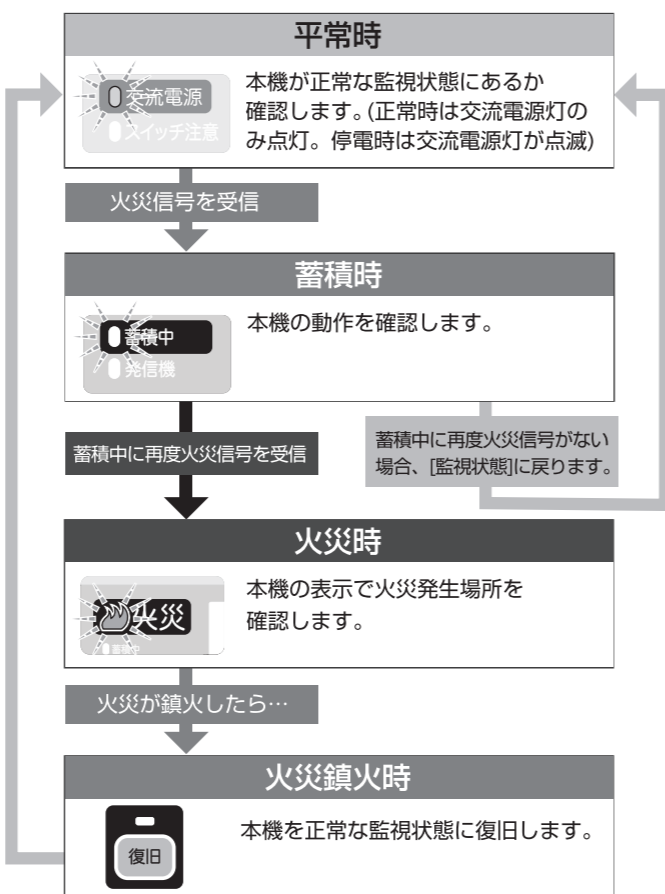 平常時
交流電源
スイッチ注意
本機が正常な監視状態にあるか
確認します。(正常時は交流電源灯の
み点灯。停電時は交流電源灯が点滅)
火災信号を受信
蓄積時
蓄積中
発信機
本機の動作を確認します。
蓄積中に再度火災信号を受信
蓄積中に再度火災信号がない
場合、[監視状態]に戻ります。
火災時
火災
蓄積中
本機の表示で火災発生場所を
確認します。
火災が鎮火したら…
火災鎮火時
復旧
本機を正常な監視状態に復旧します。